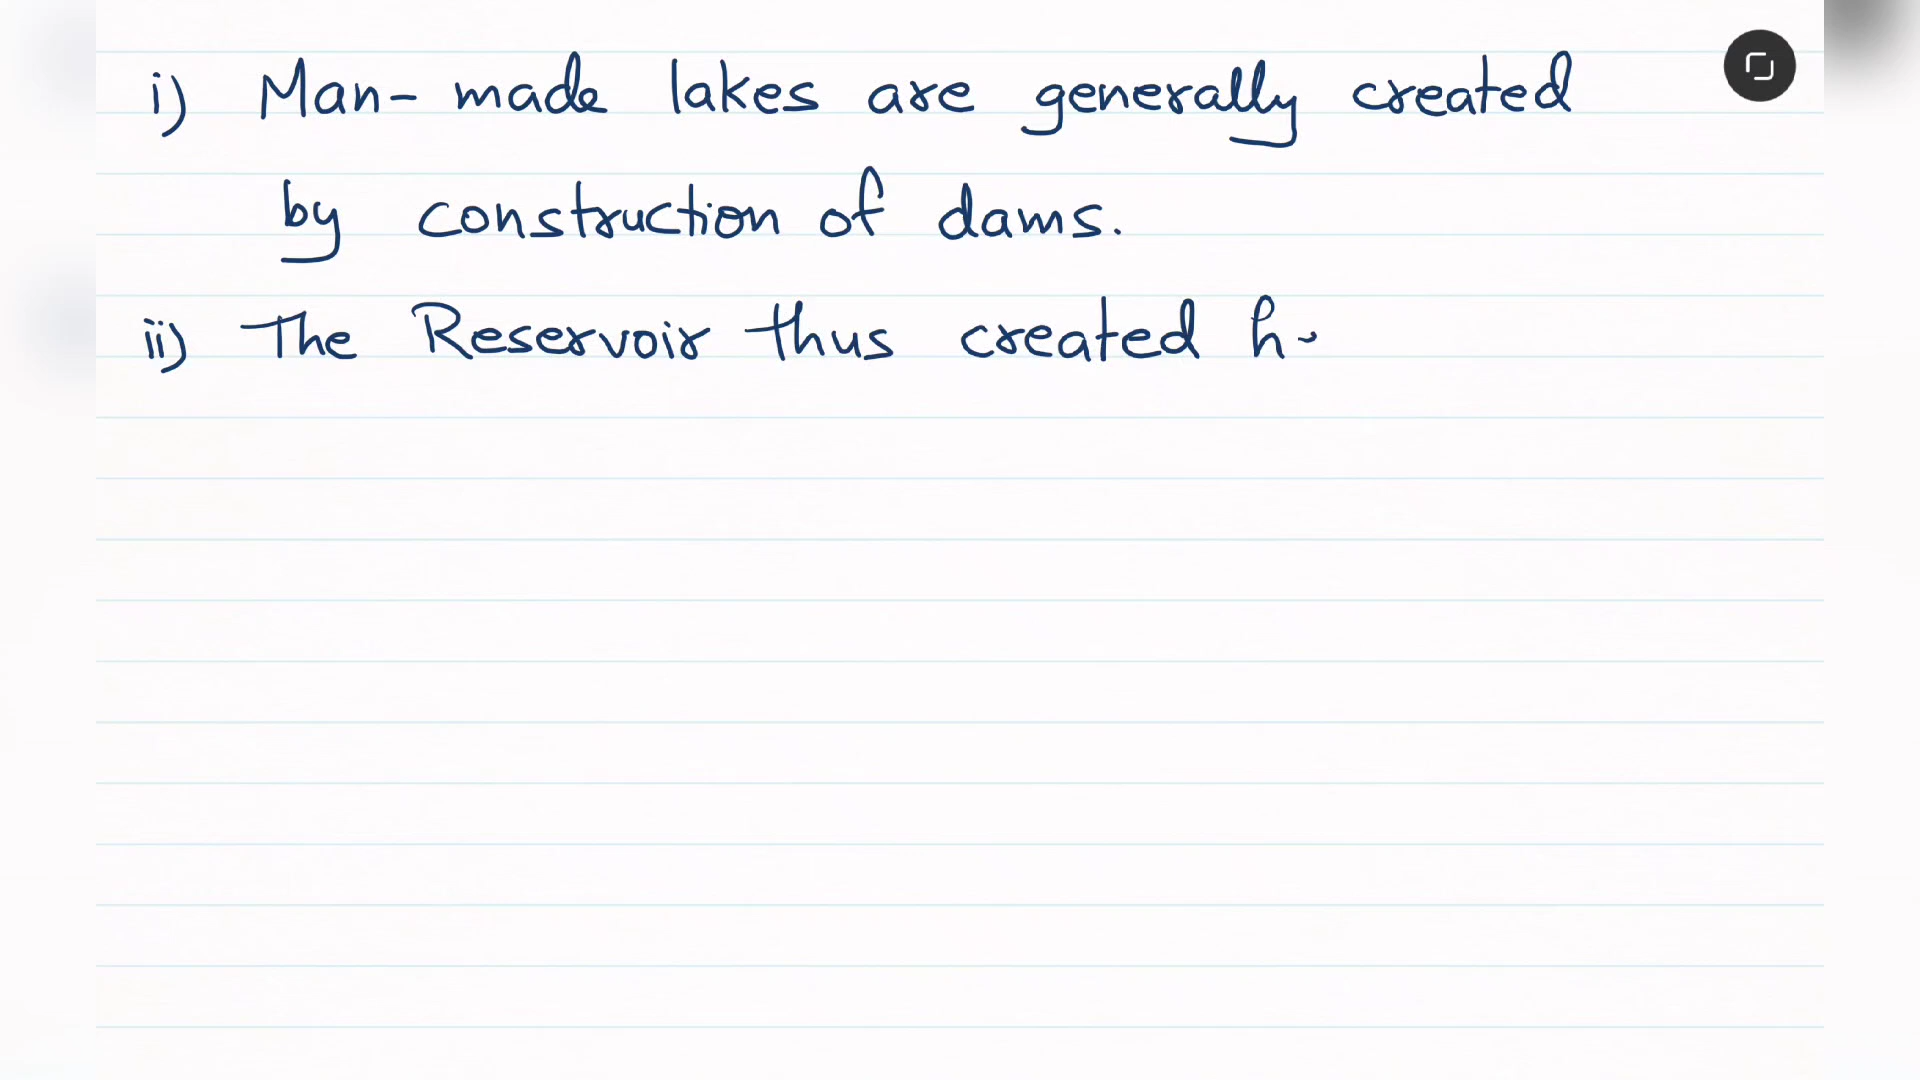 i) Man-made lakes are generally created
by construction of dams.
ii) The Reservoir thus created h